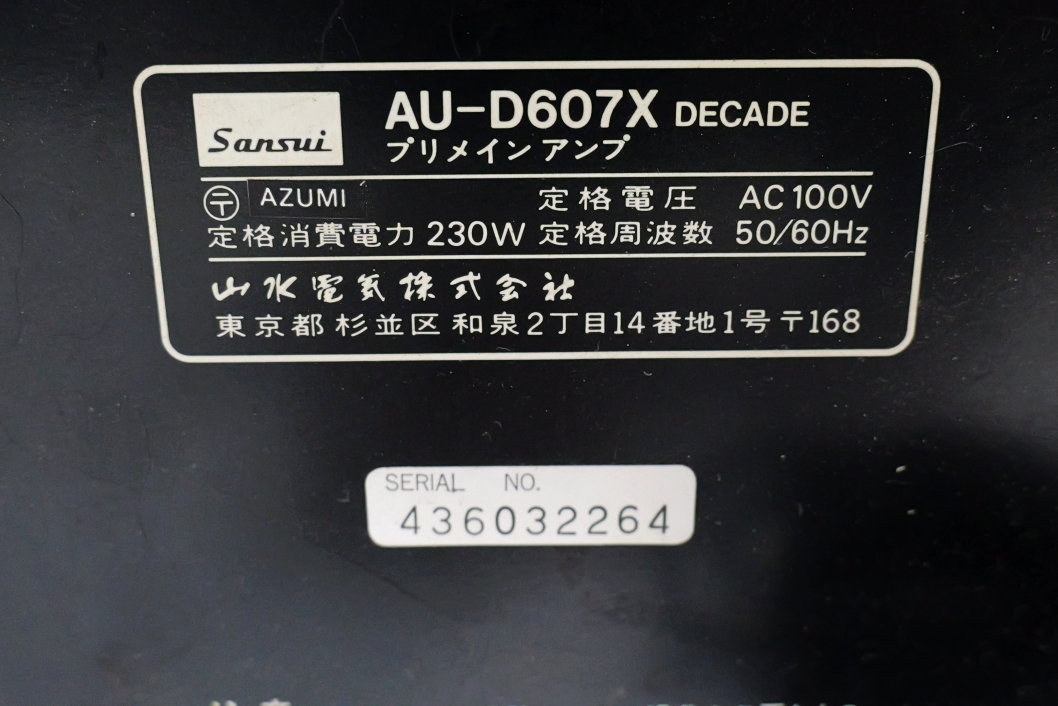 Sansui
AU-D607X DECADE
プリメインアンプ
〒 AZUMI 定格電圧 AC 100V
定格消費電力 230W 定格周波数 50/60Hz
山水電気株式会社
東京都杉並区和泉2丁目14番地1号 〒168
SERIAL NO.
436032264